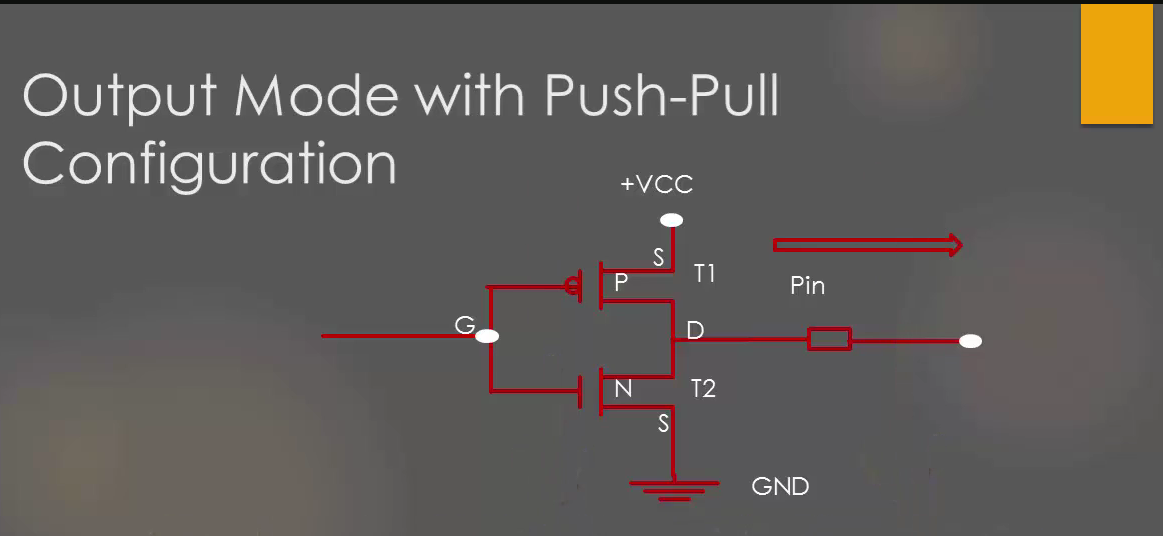 Output Mode with Push-Pull
Configuration
+VCC
S
P
T1
Pin
G
D
N
T2
S
GND